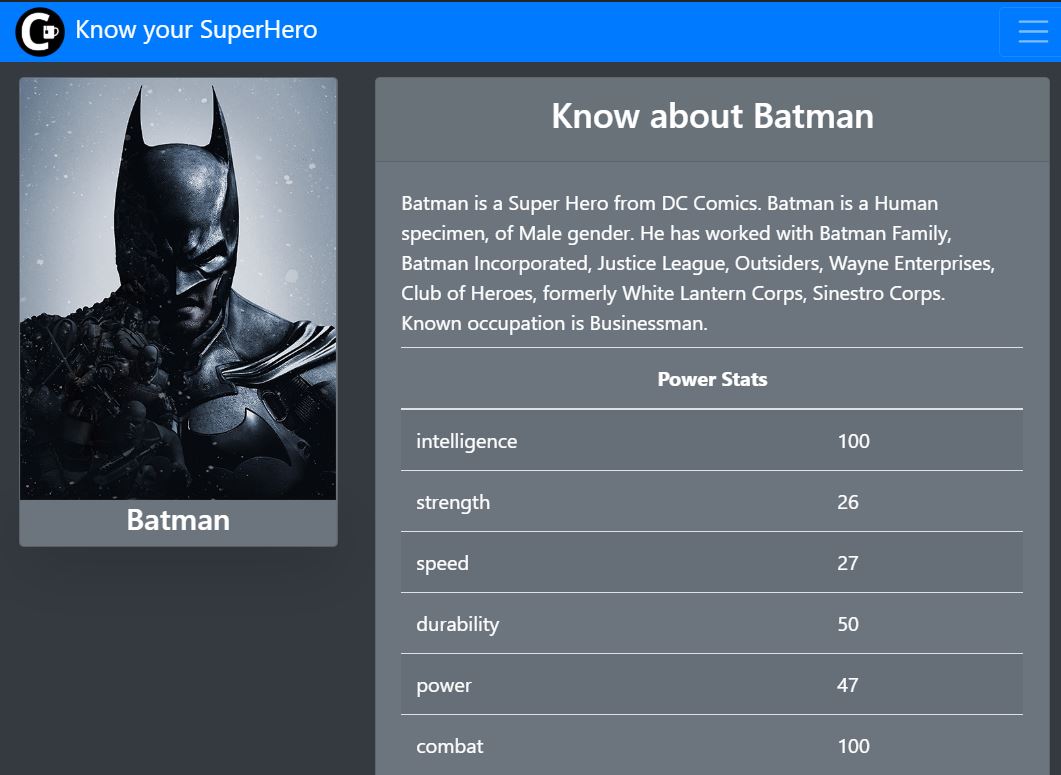 Know your SuperHero
Batman
Know about Batman
Batman is a Super Hero from DC Comics. Batman is a Human
specimen, of Male gender. He has worked with Batman Family,
Batman Incorporated, Justice League, Outsiders, Wayne Enterprises,
Club of Heroes, formerly White Lantern Corps, Sinestro Corps.
Known occupation is Businessman.
Power Stats
intelligence 100
strength 26
speed 27
durability 50
power 47
combat 100